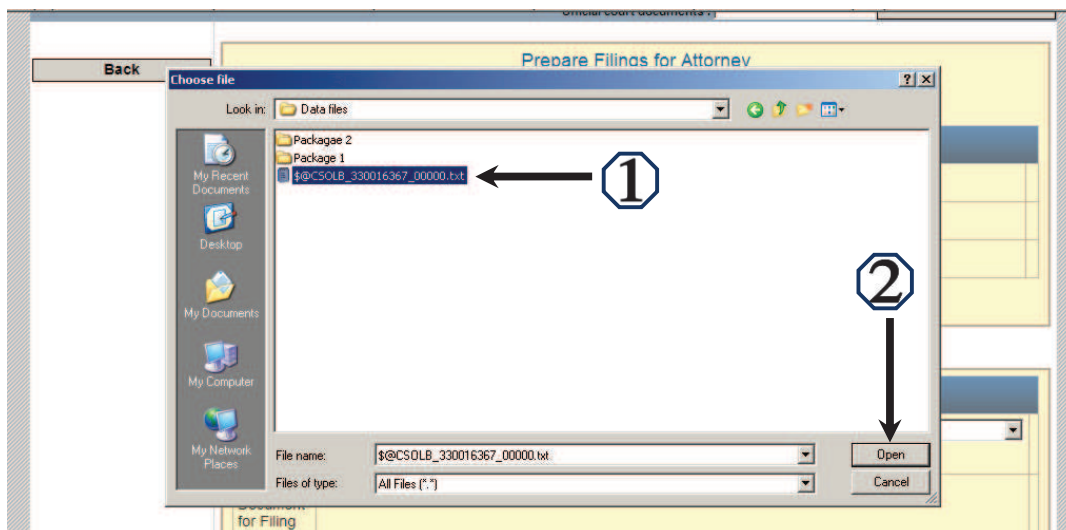 Official court documents :
Back
Prepare Filings for Attorney
Choose file
Look in:
Data files
Packagae 2
Package 1
$@CSOLB_330016367_00000.txt
1
My Recent
Documents
Desktop
My Documents
My Computer
My Network
Places
2
File name:
$@CSOLB_330016367_00000.txt
Open
Files of type:
All Files (*.*)
Cancel
Document
for Filing